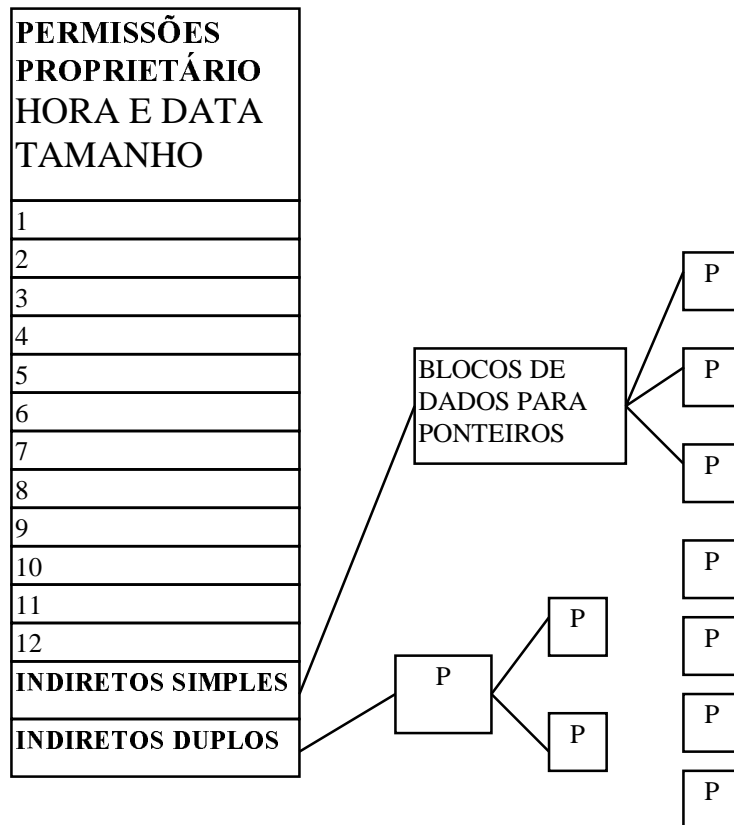 PERMISSÕES
PROPRIETÁRIO
HORA E DATA
TAMANHO
1
2
3
4
5
6
7
8
9
10
11
12
INDIRETOS SIMPLES
INDIRETOS DUPLOS
BLOCOS DE
DADOS PARA
PONTEIROS
P
P
P
P
P
P
P
P
P
P